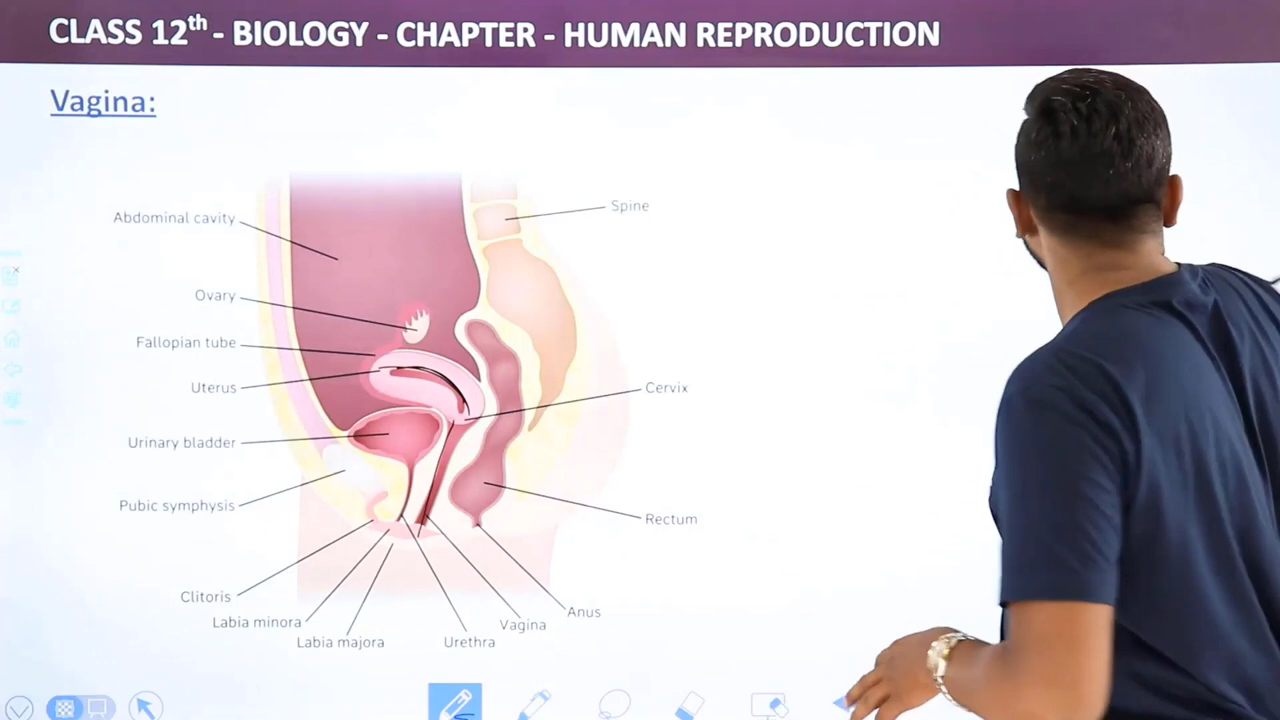 CLASS 12th - BIOLOGY - CHAPTER - HUMAN REPRODUCTION
Vagina:
Abdominal cavity
Spine
Ovary
Fallopian tube
Uterus
Cervix
Urinary bladder
Pubic symphysis
Rectum
Clitoris
Labia minora
Labia majora
Urethra
Vagina
Anus